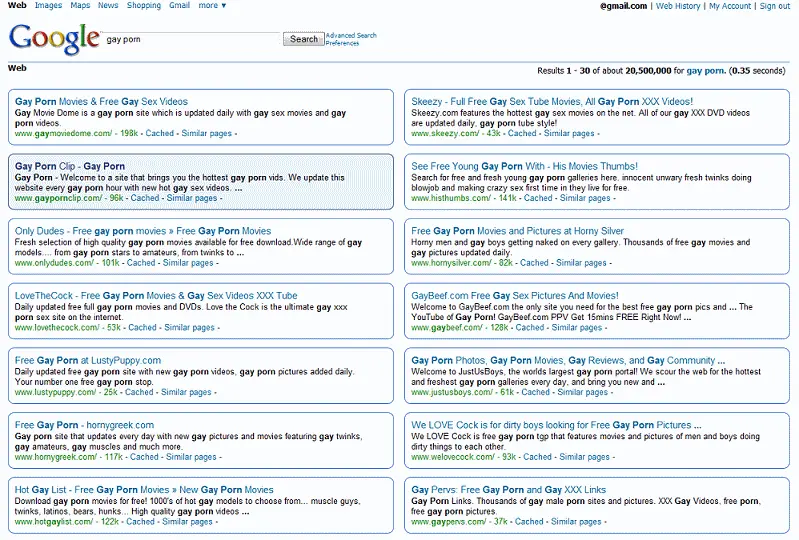 Web Images Maps News Shopping Gmail more ▼
@gmail.com | Web History | My Account | Sign out
Google
gay porn
Search
Advanced Search
Preferences
Web
Results 1 - 30 of about 20,500,000 for gay porn. (0.35 seconds)
Gay Porn Movies & Free Gay Sex Videos
Gay Movie Dome is a gay porn site which is updated daily with gay sex movies and gay
porn videos.
www.gaymoviedome.com/ - 198k - Cached - Similar pages -
Skeezy - Full Free Gay Sex Tube Movies, All Gay Porn XXX Videos!
Skeezy.com features the hottest gay sex movies on the net. All of our gay XXX DVD videos
are updated daily, gay porn tube style!
www.skeezy.com/ - 43k - Cached - Similar pages -
Gay Porn Clip - Gay Porn
Gay Porn - Welcome to a site that brings you the hottest gay porn vids. We update this
website every gay porn hour with new hot gay sex videos. ...
www.gaypornclip.com/ - 96k - Cached - Similar pages -
See Free Young Gay Porn With - His Movies Thumbs!
Search for free and fresh young gay porn galleries here. innocent unwary fresh twinks doing
blowjob and making crazy sex first time in they live for free.
www.histhumbs.com/ - 141k - Cached - Similar pages -
Only Dudes - Free gay porn movies » Free Gay Porn Movies
Fresh selection of high quality gay porn movies available for free download.Wide range of gay
models.... from gay porn stars to amateurs, from twinks to ...
www.onlydudes.com/ - 101k - Cached - Similar pages -
Free Gay Porn Movies and Pictures at Horny Silver
Horny men and gay boys getting naked on every gallery. Thousands of free gay movies and
gay pictures updated daily.
www.hornysilver.com/ - 82k - Cached - Similar pages -
LoveTheCock - Free Gay Porn Movies & Gay Sex Videos XXX Tube
Daily updated free full gay porn movies and DVDs. Love the Cock is the ultimate gay xxx
porn sex site on the internet.
www.lovethecock.com/ - 53k - Cached - Similar pages -
GayBeef.com Free Gay Sex Pictures And Movies!
Welcome to GayBeef.com the only site you need for the best free gay porn pics and ... The
YouTube of Gay Porn! GayBeef.com PPV Get 15mins FREE Right Now! ...
www.gaybeef.com/ - 128k - Cached - Similar pages -
Free Gay Porn at LustyPuppy.com
Daily updated free gay porn site with new gay porn videos, gay porn pictures added daily.
Your number one free gay porn stop.
www.lustypuppy.com/ - 25k - Cached - Similar pages -
Gay Porn Photos, Gay Porn Movies, Gay Reviews, and Gay Community ...
Welcome to JustUsBoys, the worlds largest gay porn portal! We scour the web for the hottest
and freshest gay porn galleries every day, and bring you new and ...
www.justusboys.com/ - 61k - Cached - Similar pages -
Free Gay Porn - hornygreek.com
Gay porn site that updates every day with new gay pictures and movies featuring gay twinks,
gay amateurs, gay muscles and much more.
www.hornygreek.com/ - 117k - Cached - Similar pages -
We LOVE Cock is for dirty boys looking for Free Gay Porn Pictures ...
We LOVE Cock is free gay porn tgp that features movies and pictures of men and boys doing
dirty things to each other.
www.welovecock.com/ - 93k - Cached - Similar pages -
Hot Gay List - Free Gay Porn Movies » New Gay Porn Movies
Download gay porn movies for free! 1000's of hot gay models to choose from... muscle guys,
twinks, latinos, bears, hunks... High quality gay porn videos ...
www.hotgaylist.com/ - 122k - Cached - Similar pages -
Gay Pervs: Free Gay Porn and Gay XXX Links
Gay Porn Links. Thousands of gay male porn sites and pictures. XXX Gay Videos, free porn,
free gay porn pictures.
www.gaypervs.com/ - 37k - Cached - Similar pages -